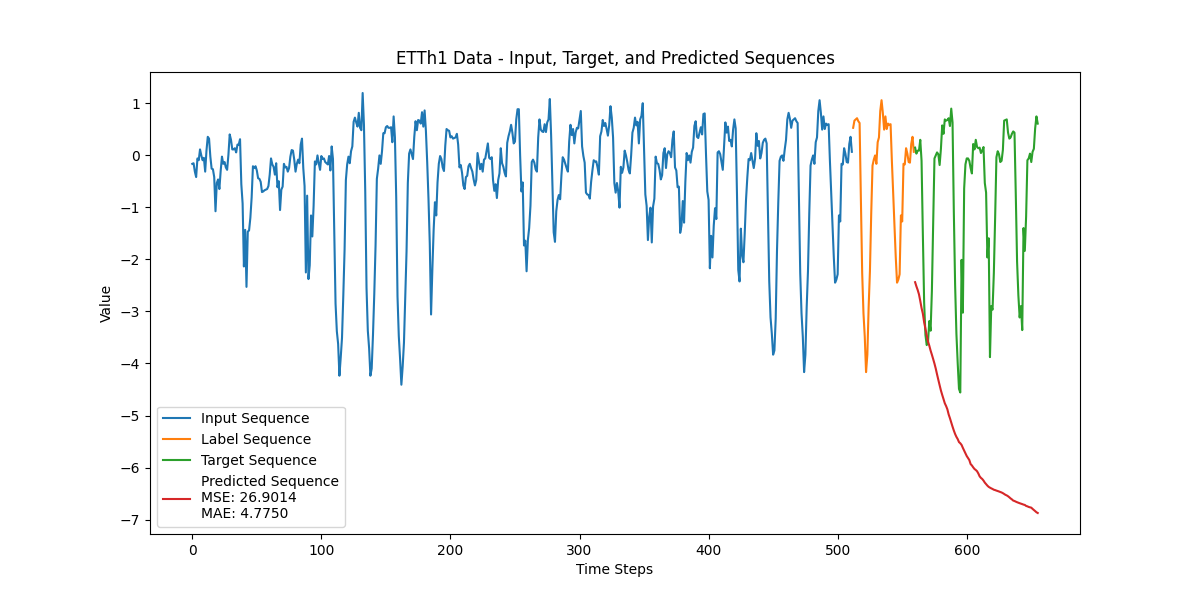 ETTh1 Data - Input, Target, and Predicted Sequences
Value
1
0
−1
−2
−3
−4
−5
−6
−7
Input Sequence
Label Sequence
Target Sequence
Predicted Sequence
MSE: 26.9014
MAE: 4.7750
0 100 200 300 400 500 600
Time Steps